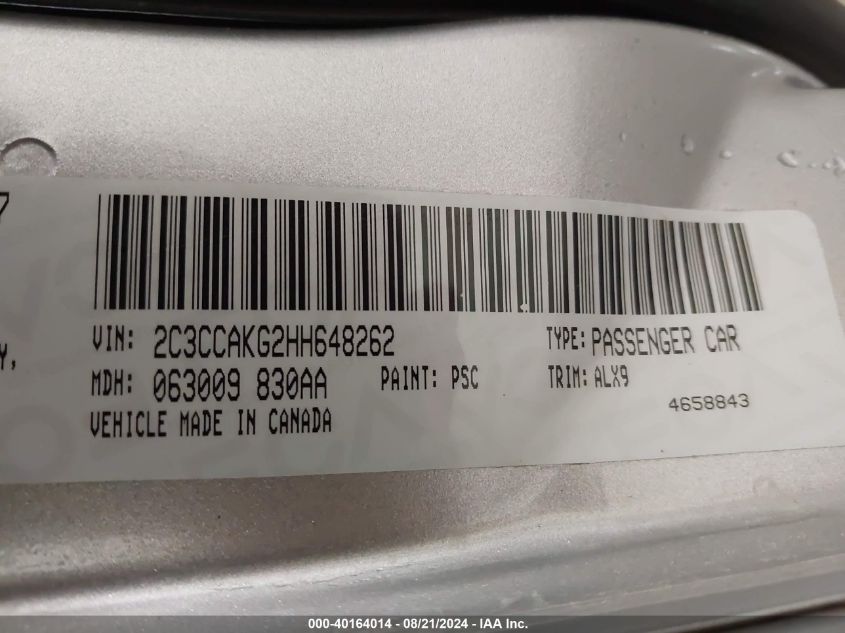 7
Y,
VIN: 2C3CCAKG2HH648262 TYPE: PASSENGER CAR
MDH: 063009 830AA PAINT: PSC TRIM: ALX9
4658843
VEHICLE MADE IN CANADA
000-40164014 — 08/21/2024 - IAA Inc.